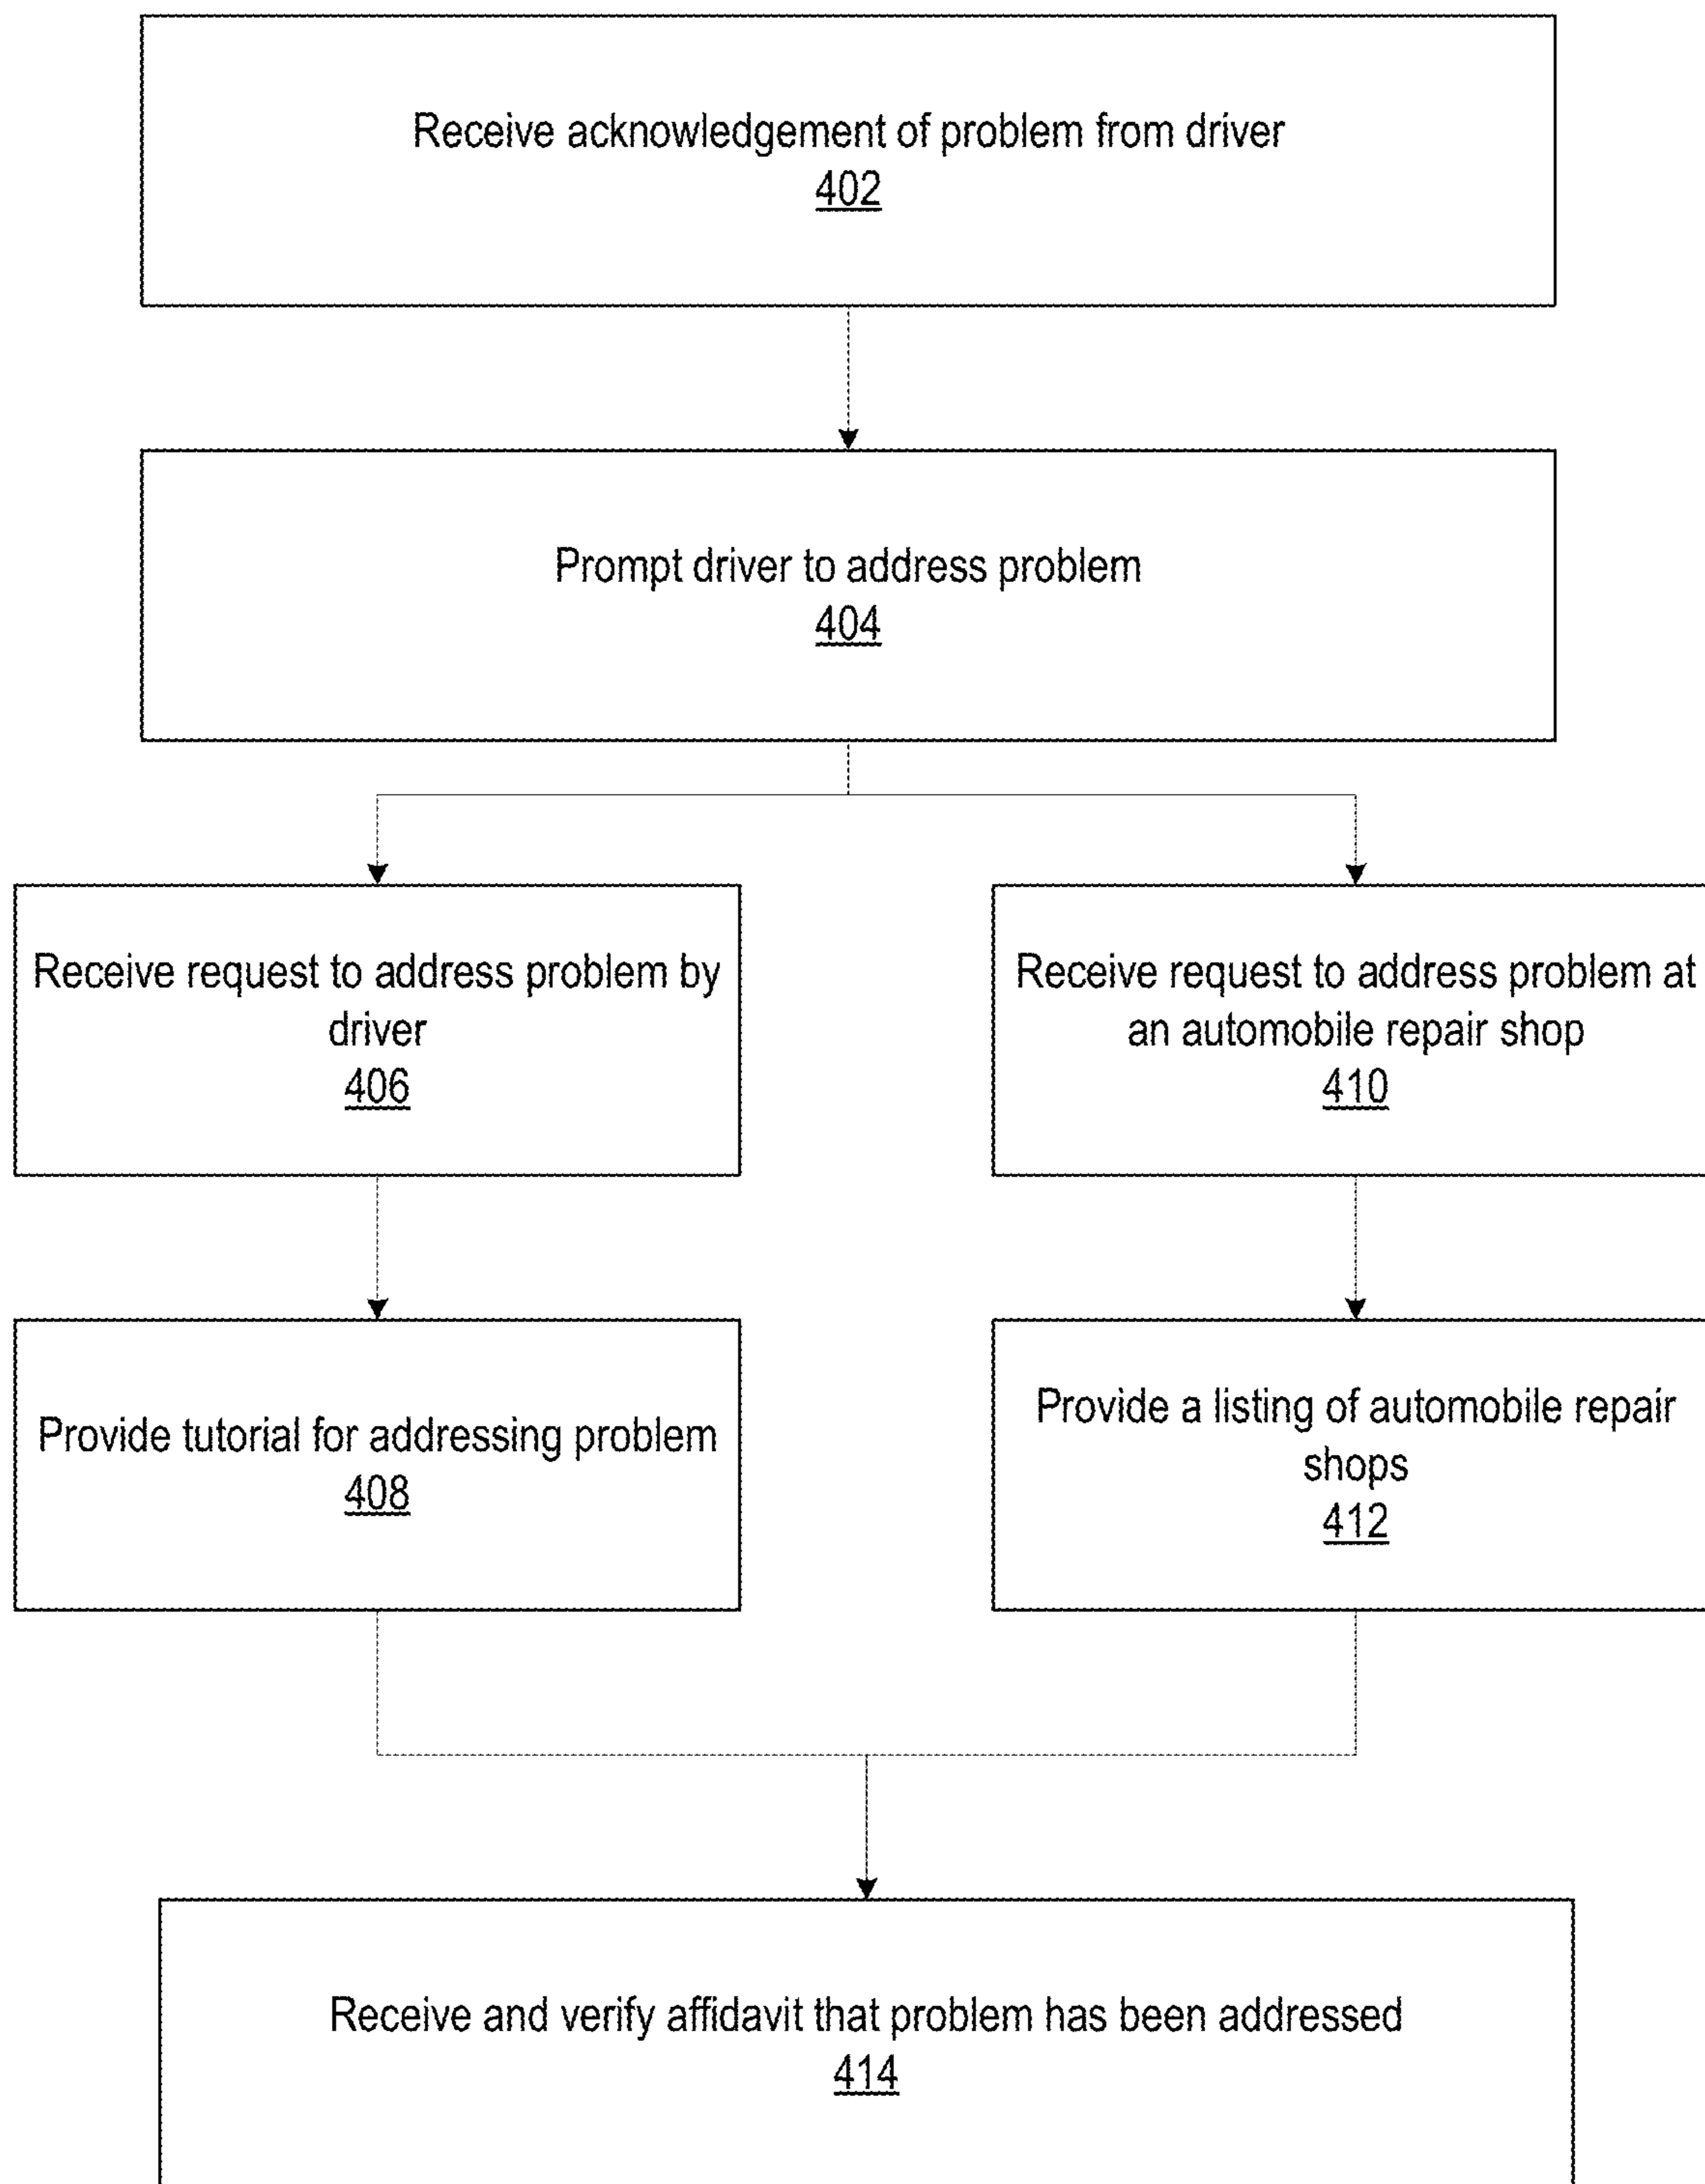 Receive acknowledgement of problem from driver
402
Prompt driver to address problem
404
Receive request to address problem by
driver
406
Receive request to address problem at
an automobile repair shop
410
Provide tutorial for addressing problem
408
Provide a listing of automobile repair
shops
412
Receive and verify affidavit that problem has been addressed
414